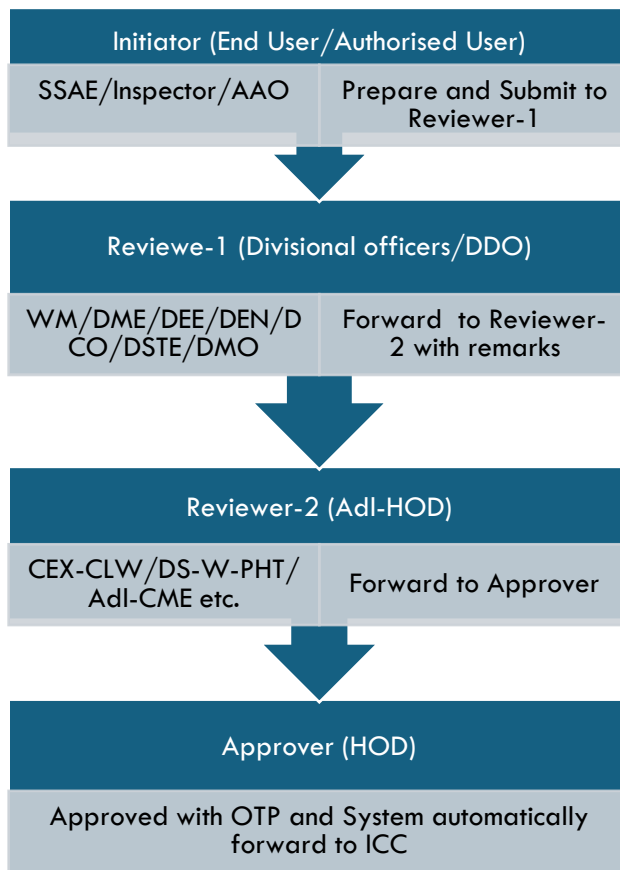 Initiator (End User/Authorised User)
SSAE/Inspector/AAO
Prepare and Submit to
Reviewer-1
Reviewe-1 (Divisional officers/DDO)
WM/DME/DEE/DEN/D
CO/DSTE/DMO
Forward to Reviewer-
2 with remarks
Reviewer-2 (Adl-HOD)
CEX-CLW/DS-W-PHT/
Adl-CME etc.
Forward to Approver
Approver (HOD)
Approved with OTP and System automatically
forward to ICC